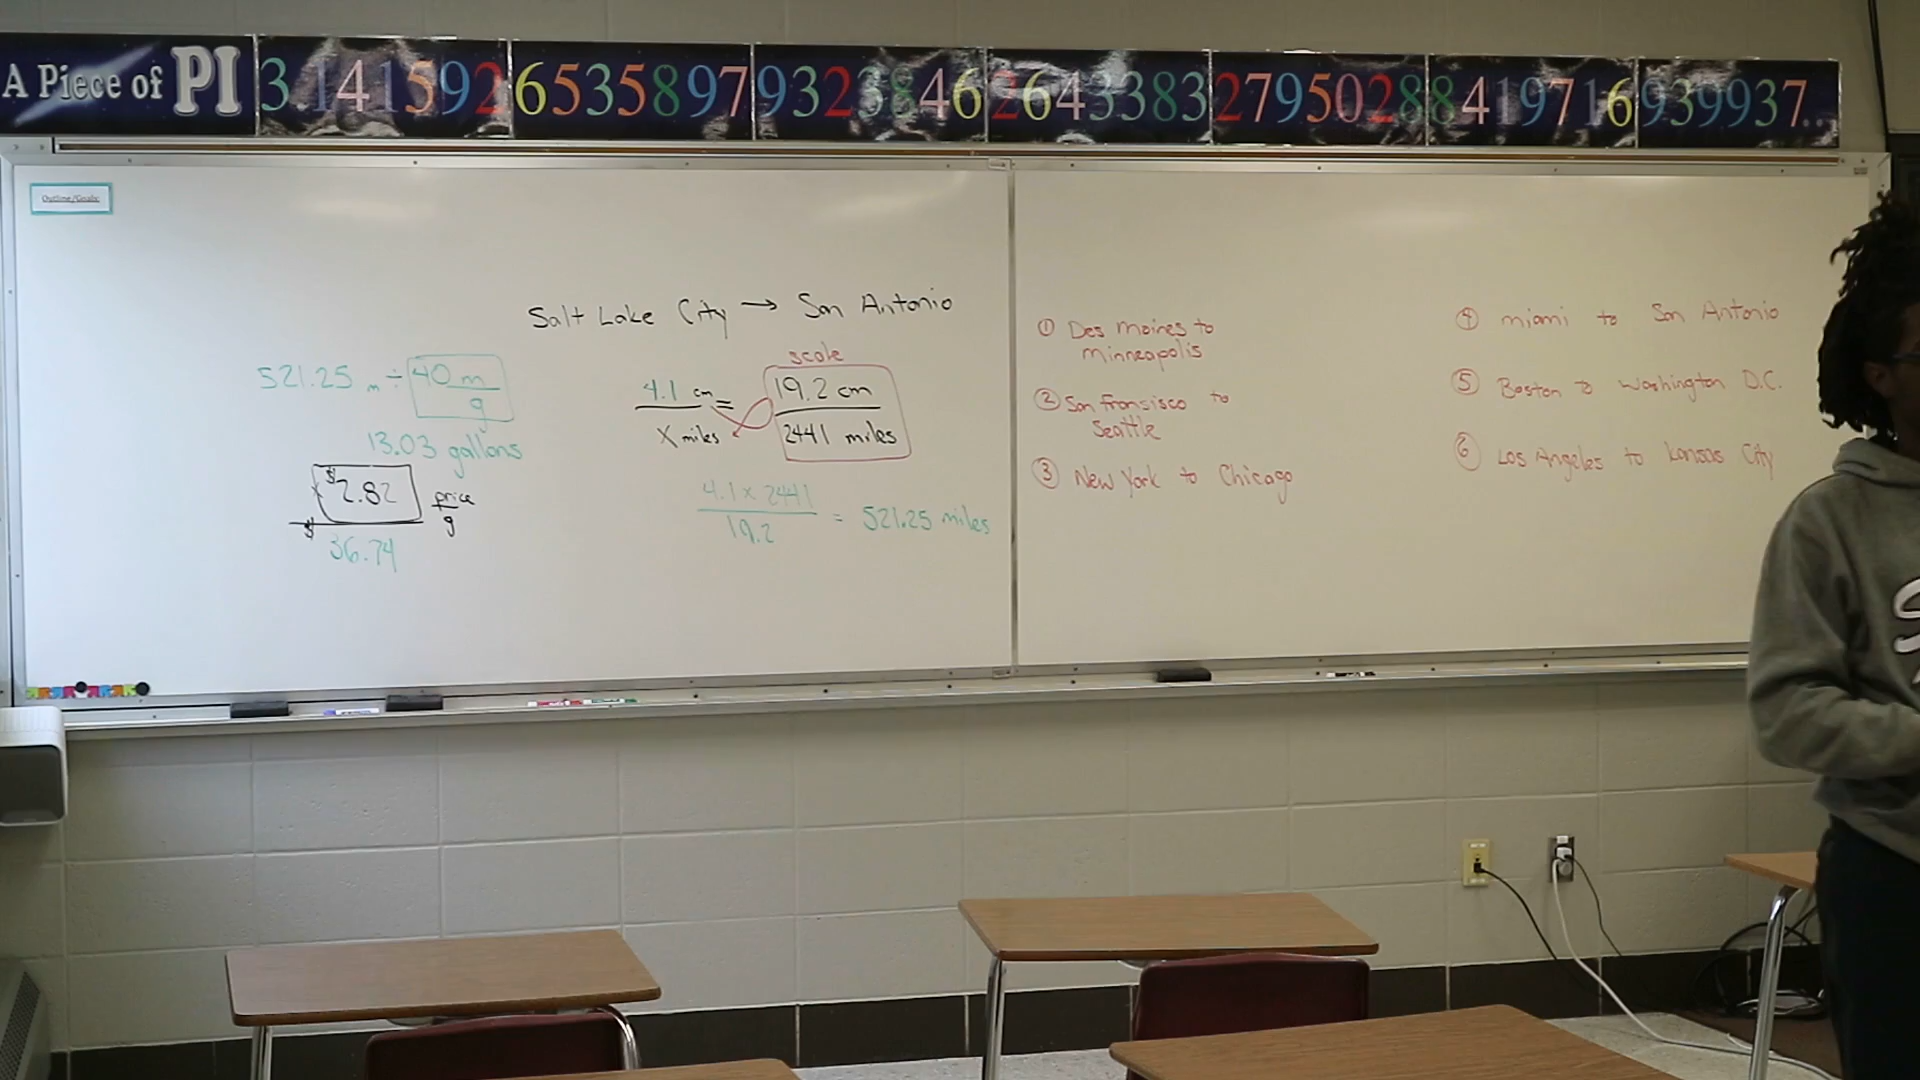 A Piece of PI 3.14159265358979323846264338327950288419716939937...
Outline/Goals:
Salt Lake City → San Antonio
521.25 m ÷ 40 m/g
13.03 gallons
x $2.82 price/g
$36.74
scale
4.1 cm = 19.2 cm
X miles 2441 miles
4.1 x 2441
19.2
= 521.25 miles
① Des Moines to
Minneapolis
② San Fransisco to
Seattle
③ New York to Chicago
④ Miami to San Antonio
⑤ Boston to Washington D.C.
⑥ Los Angeles to Kansas City